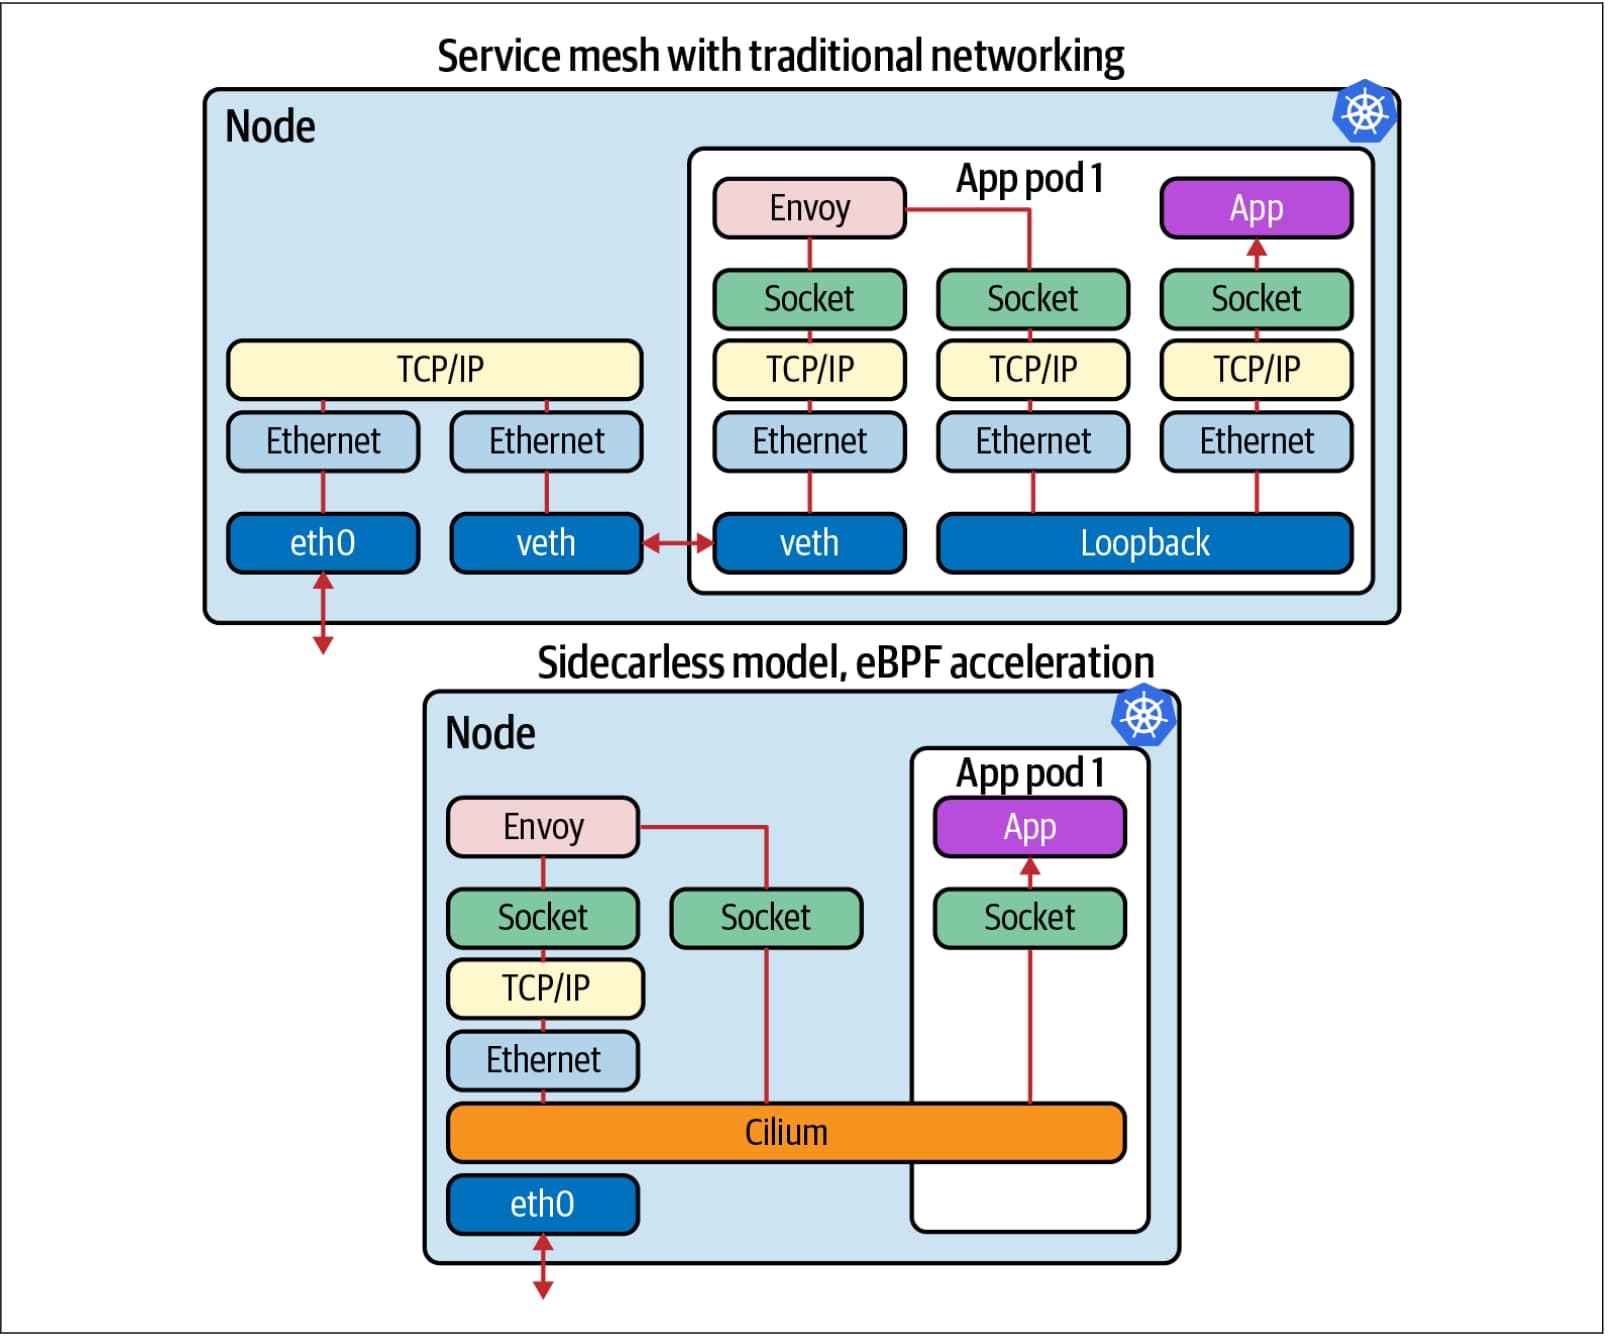 Service mesh with traditional networking
Node
App pod 1
Envoy
App
Socket
Socket
Socket
TCP/IP
TCP/IP
TCP/IP
TCP/IP
Ethernet
Ethernet
Ethernet
Ethernet
Ethernet
eth0
veth
veth
Loopback
Sidecarless model, eBPF acceleration
Node
App pod 1
Envoy
App
Socket
Socket
Socket
TCP/IP
Ethernet
Cilium
eth0